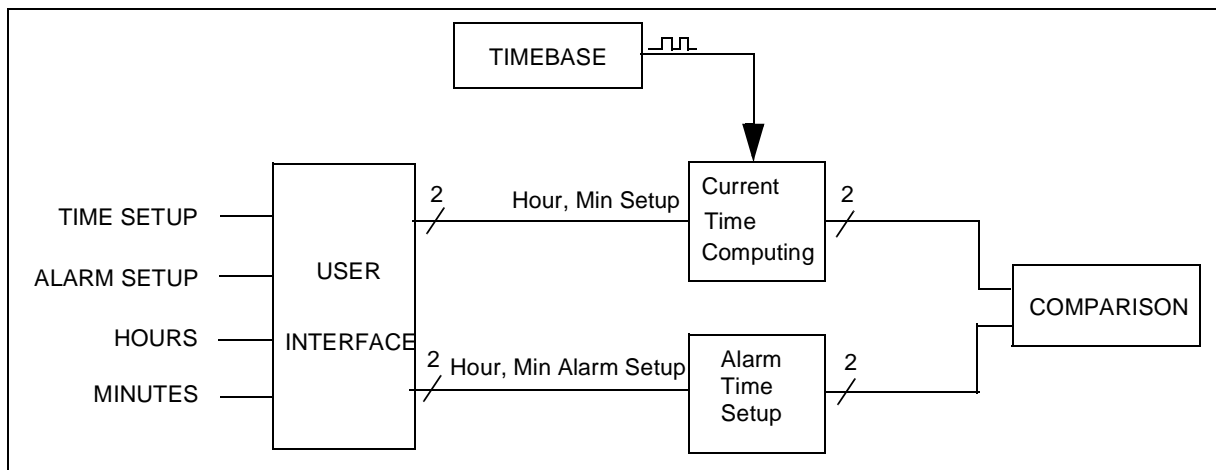 TIMEBASE
TIME SETUP
ALARM SETUP
HOURS
MINUTES
USER
INTERFACE
2
Hour, Min Setup
2
Hour, Min Alarm Setup
Current
Time
Computing
2
Alarm
Time
Setup
2
COMPARISON